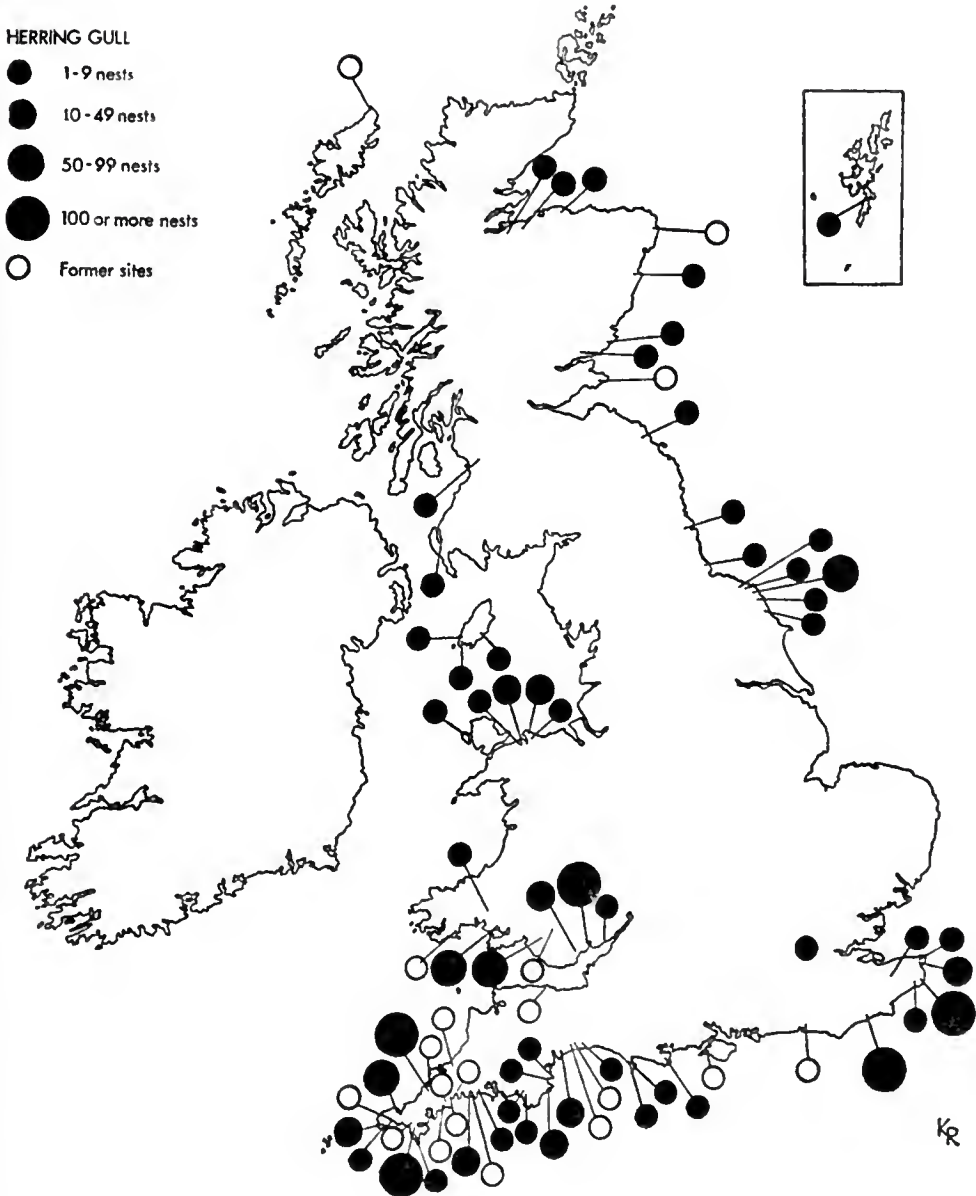 HERRING GULL
1-9 nests
10-49 nests
50-99 nests
100 or more nests
Former sites
KR